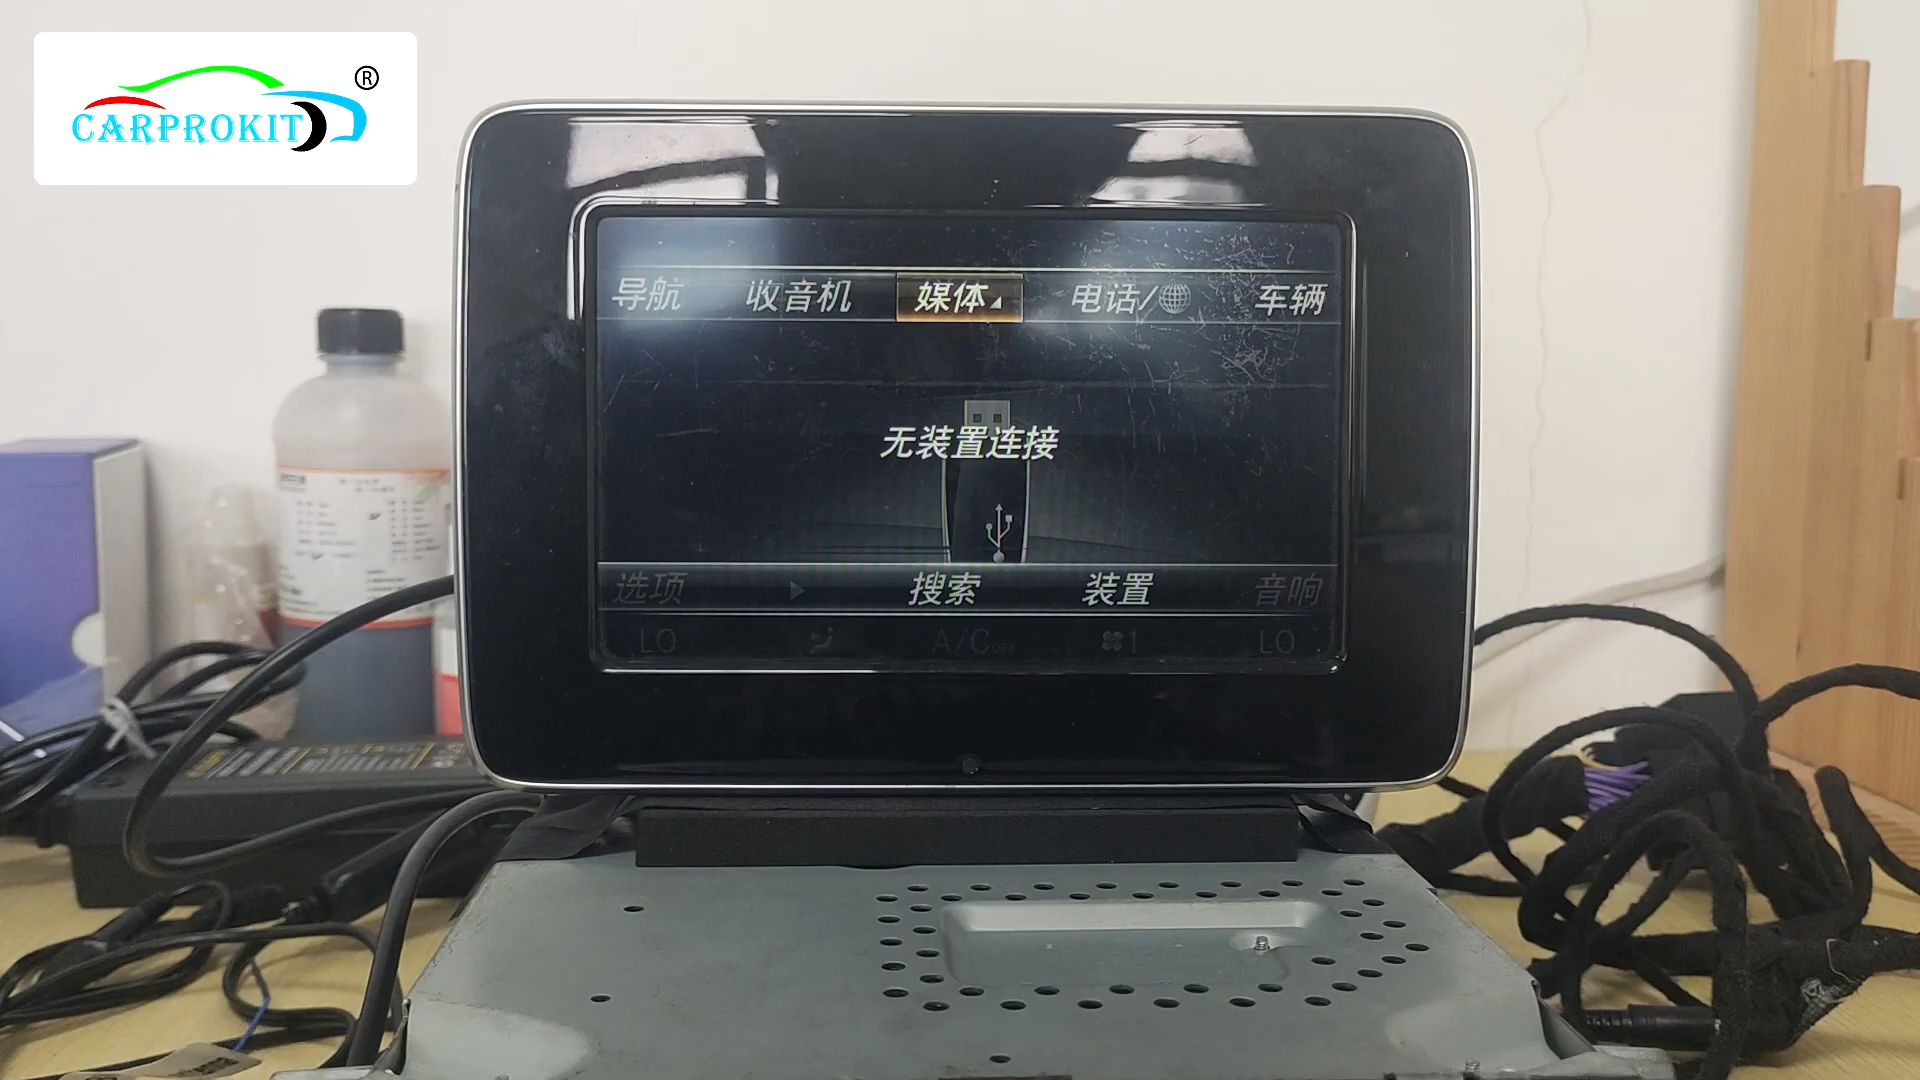 CARPROKIT
®
导航 收音机 媒体 电话/ 车辆
无装置连接
选项 搜索 装置 音响
LO A/C OFF 1 LO